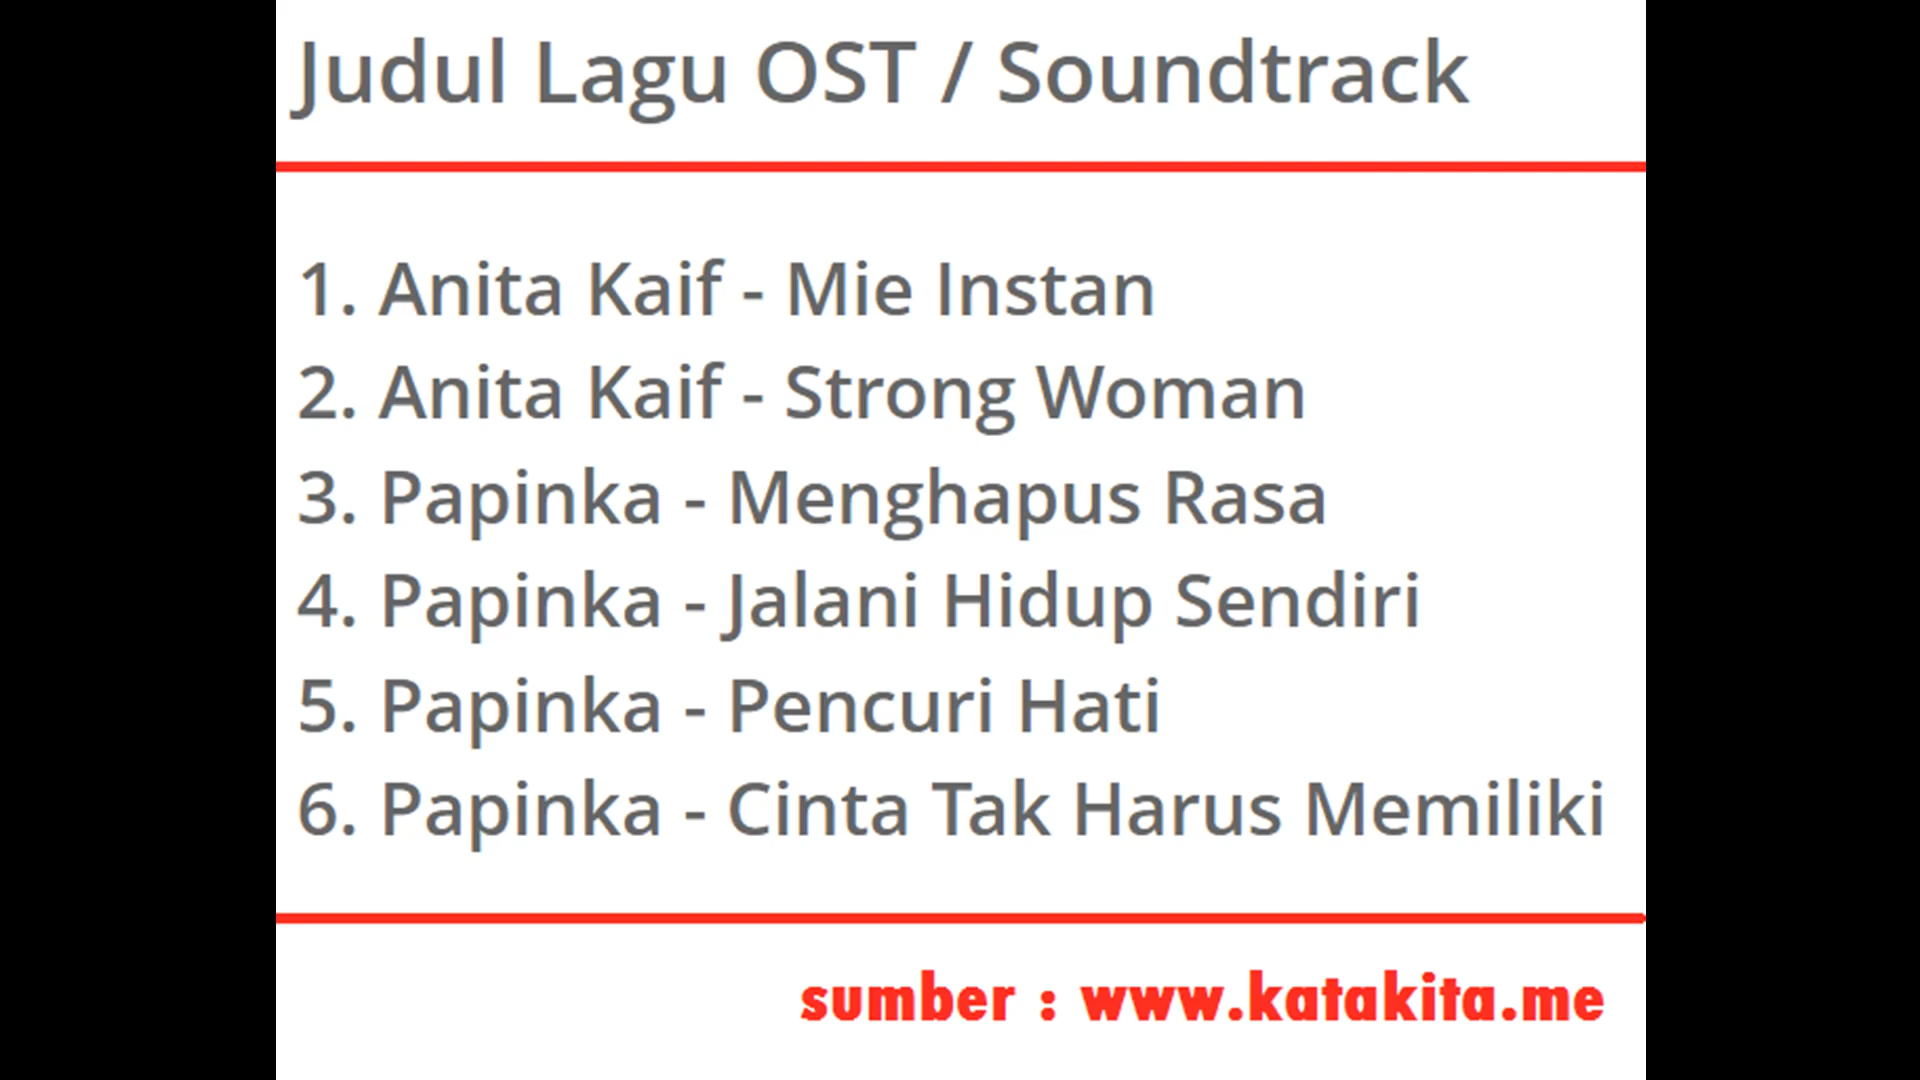 Judul Lagu OST / Soundtrack
1. Anita Kaif - Mie Instan
2. Anita Kaif - Strong Woman
3. Papinka - Menghapus Rasa
4. Papinka - Jalani Hidup Sendiri
5. Papinka - Pencuri Hati
6. Papinka - Cinta Tak Harus Memiliki
sumber : www.katakita.me